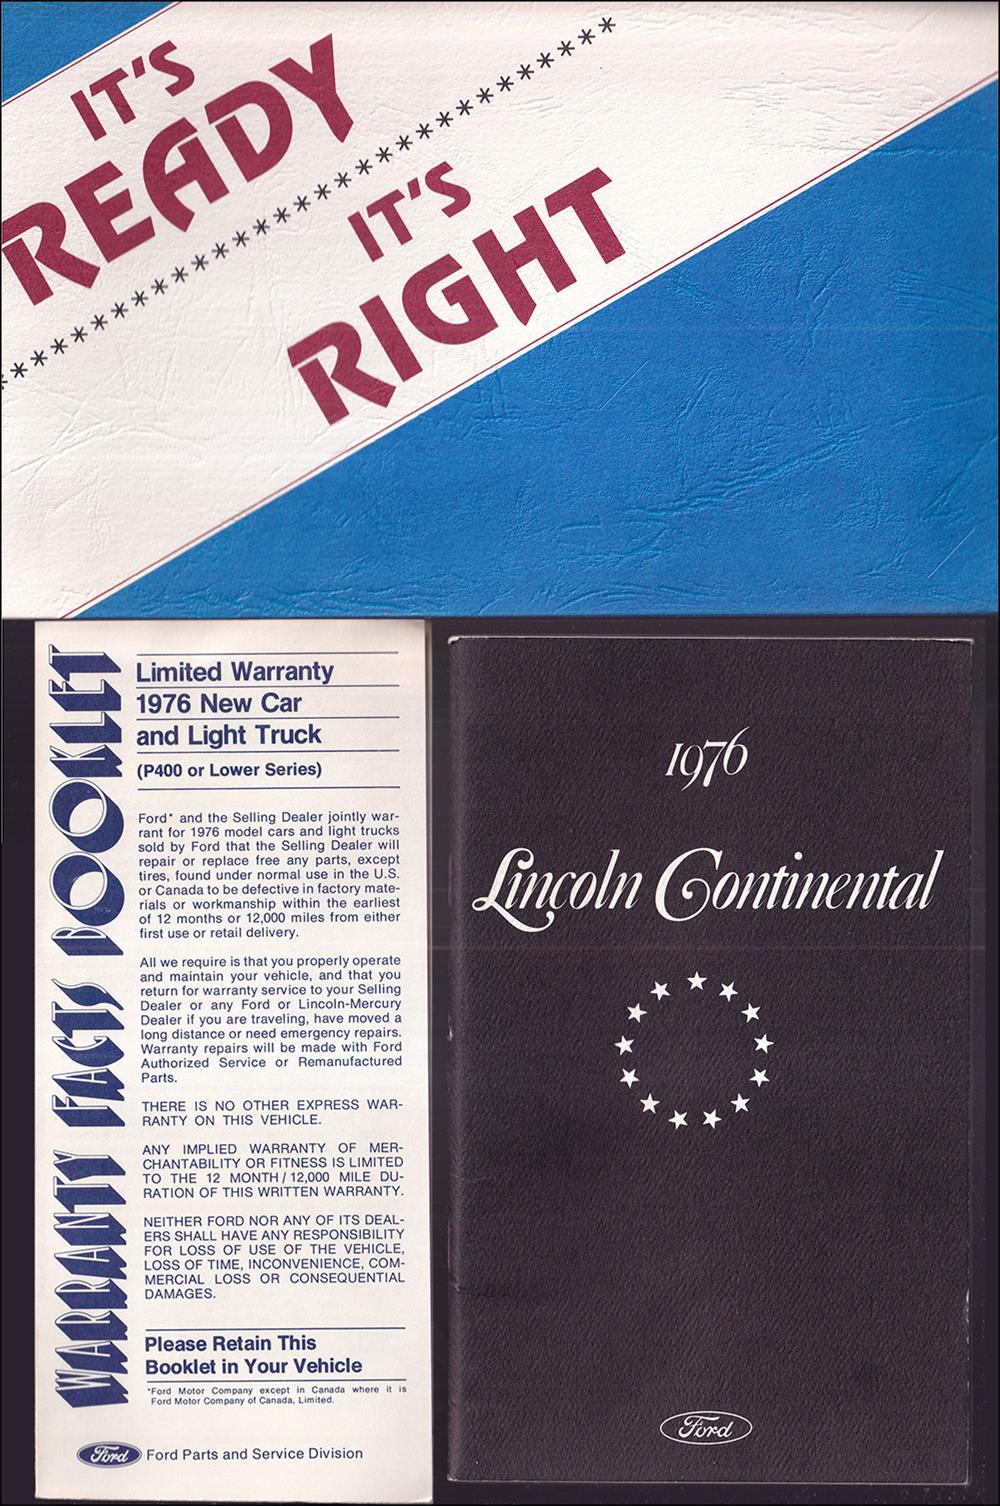 IT'S
READY
*******************************
IT'S
RIGHT
WARRANTY FACTS BOOKLET
Limited Warranty
1976 New Car
and Light Truck
(P400 or Lower Series)
Ford* and the Selling Dealer jointly war-
rant for 1976 model cars and light trucks
sold by Ford that the Selling Dealer will
repair or replace free any parts, except
tires, found under normal use in the U.S.
or Canada to be defective in factory mate-
rials or workmanship within the earliest
of 12 months or 12,000 miles from either
first use or retail delivery.
All we require is that you properly operate
and maintain your vehicle, and that you
return for warranty service to your Selling
Dealer or any Ford or Lincoln-Mercury
Dealer if you are traveling, have moved a
long distance or need emergency repairs.
Warranty repairs will be made with Ford
Authorized Service or Remanufactured
Parts.
THERE IS NO OTHER EXPRESS WAR-
RANTY ON THIS VEHICLE.
ANY IMPLIED WARRANTY OF MER-
CHANTABILITY OR FITNESS IS LIMITED
TO THE 12 MONTH/12,000 MILE DU-
RATION OF THIS WRITTEN WARRANTY.
NEITHER FORD NOR ANY OF ITS DEAL-
ERS SHALL HAVE ANY RESPONSIBILITY
FOR LOSS OF USE OF THE VEHICLE,
LOSS OF TIME, INCONVENIENCE, COM-
MERCIAL LOSS OR CONSEQUENTIAL
DAMAGES.
Please Retain This
Booklet in Your Vehicle
*Ford Motor Company except in Canada where it is
Ford Motor Company of Canada, Limited.
Ford Ford Parts and Service Division
1976
Lincoln Continental
Ford